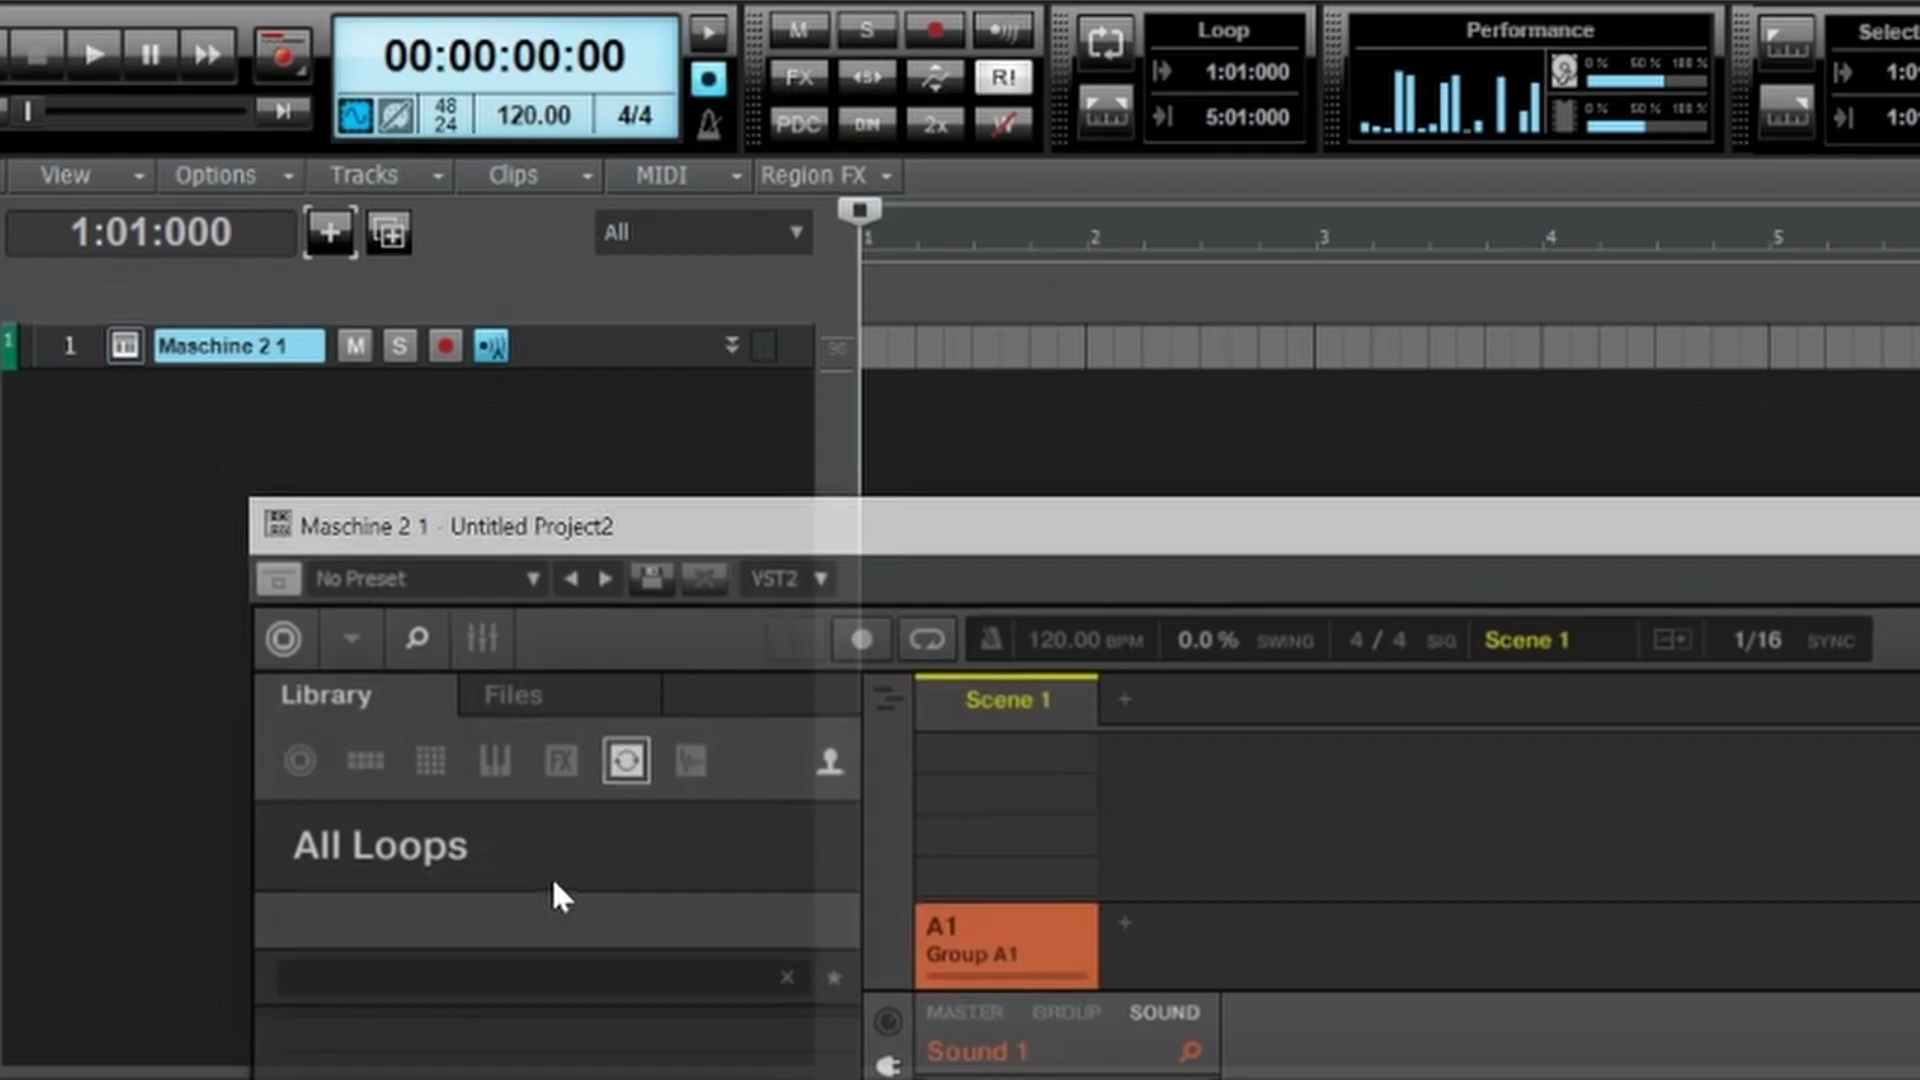 00:00:00:00
48
24
120.00
4/4
M
S
FX
S
R!
PDC
DIM
2x
Loop
1:01:000
5:01:000
Performance
0 % 50 % 100 %
0 % 50 % 100 %
Select
1:0
1:0
View
Options
Tracks
Clips
MIDI
Region FX
1:01:000
All
1
2
3
4
5
1
1
Maschine 2 1
M
S
96
Maschine 2 1 - Untitled Project2
No Preset
VST2
120.00 BPM
0.0 % SWING
4 / 4 SIG
Scene 1
1/16 SYNC
Library
Files
Scene 1
+
FX
All Loops
A1
Group A1
+
MASTER
GROUP
SOUND
Sound 1